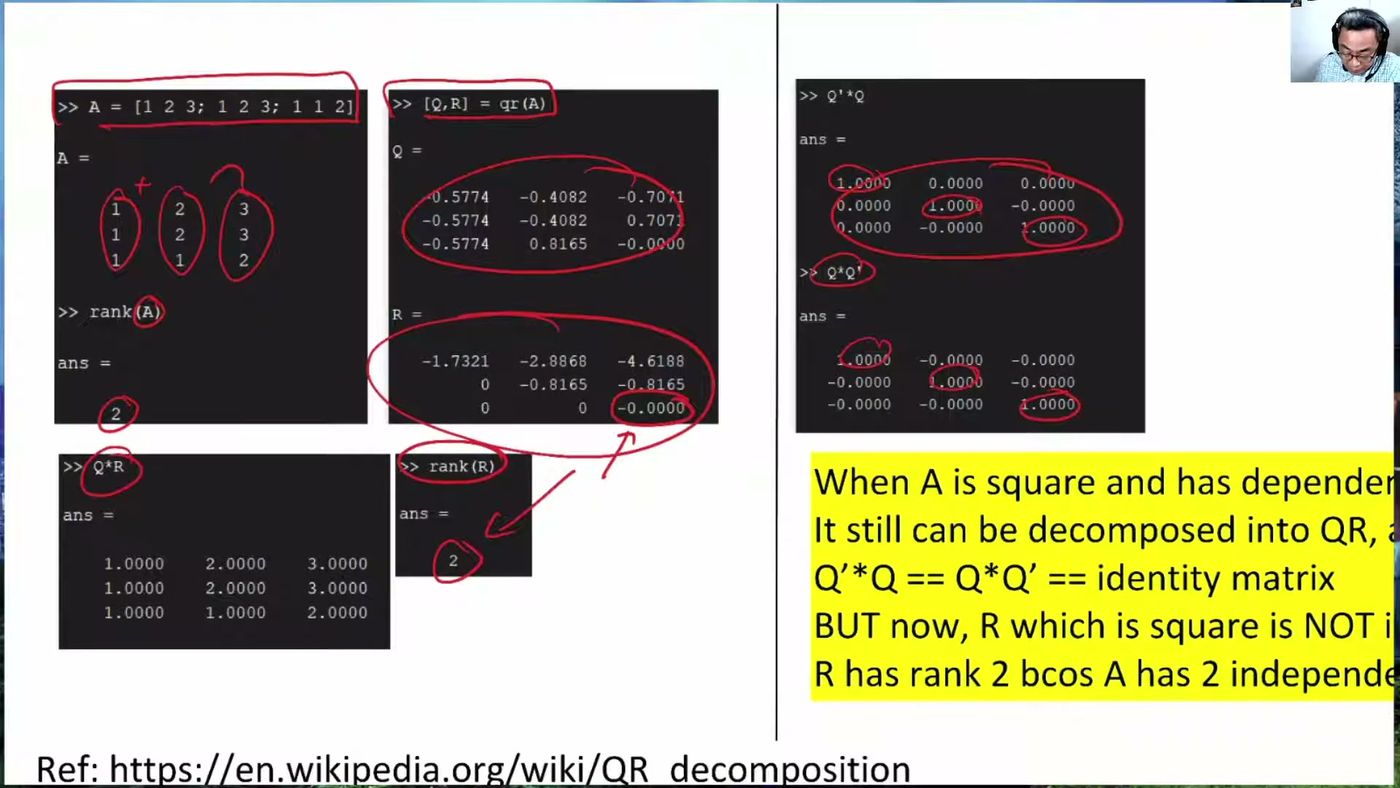 >> A = [1 2 3; 1 2 3; 1 1 2]
A =
1 2 3
1 2 3
1 1 2
>> rank(A)
ans =
2
>> [Q,R] = qr(A)
Q =
-0.5774 -0.4082 -0.7071
-0.5774 -0.4082 0.7071
-0.5774 0.8165 -0.0000
R =
-1.7321 -2.8868 -4.6188
0 -0.8165 -0.8165
0 0 -0.0000
>> Q*R
ans =
1.0000 2.0000 3.0000
1.0000 2.0000 3.0000
1.0000 1.0000 2.0000
>> rank(R)
ans =
2
>> Q'*Q
ans =
1.0000 0.0000 0.0000
0.0000 1.0000 -0.0000
0.0000 -0.0000 1.0000
>> Q*Q'
ans =
1.0000 -0.0000 -0.0000
-0.0000 1.0000 -0.0000
-0.0000 -0.0000 1.0000
When A is square and has
It still can be decomposed into QR,
Q’*Q == Q*Q’ == identity matrix
BUT now, R which is square is NOT
R has rank 2 bcos A has 2
Ref: https://en.wikipedia.org/wiki/QR_decomposition